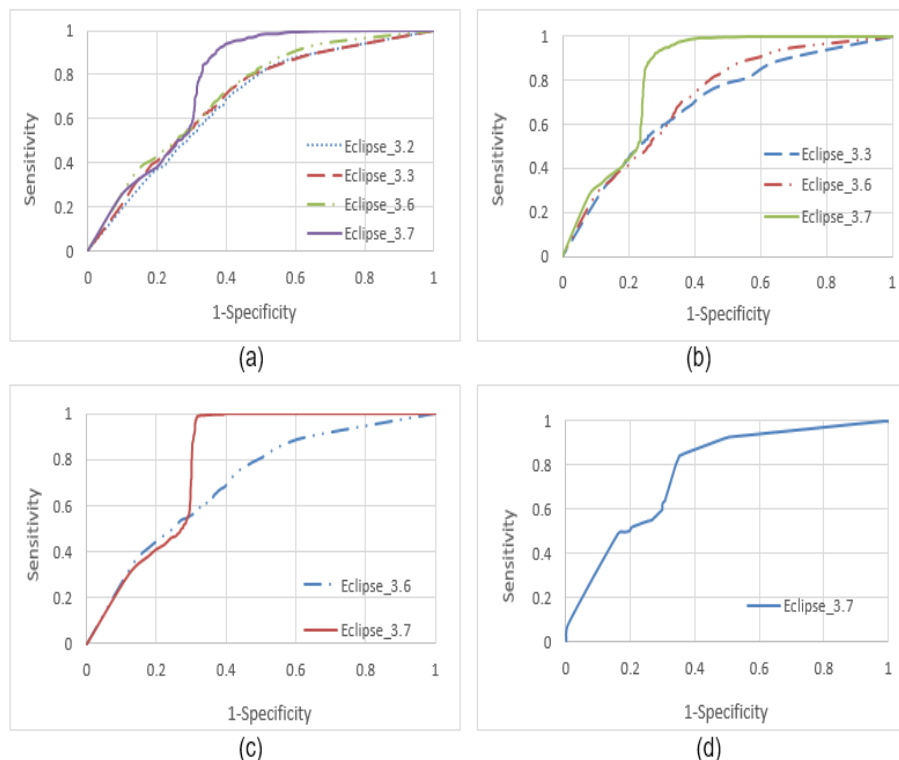 1
0.8
0.6
0.4
0.2
0
Sensitivity
Eclipse_3.2
Eclipse_3.3
Eclipse_3.6
Eclipse_3.7
0 0.2 0.4 0.6 0.8 1
1-Specificity
(a)
1
0.8
0.6
0.4
0.2
0
Sensitivity
Eclipse_3.3
Eclipse_3.6
Eclipse_3.7
0 0.2 0.4 0.6 0.8 1
1-Specificity
(b)
1
0.8
0.6
0.4
0.2
0
Sensitivity
Eclipse_3.6
Eclipse_3.7
0 0.2 0.4 0.6 0.8 1
1-Specificity
(c)
1
0.8
0.6
0.4
0.2
0
Sensitivity
Eclipse_3.7
0 0.2 0.4 0.6 0.8 1
1-Specificity
(d)